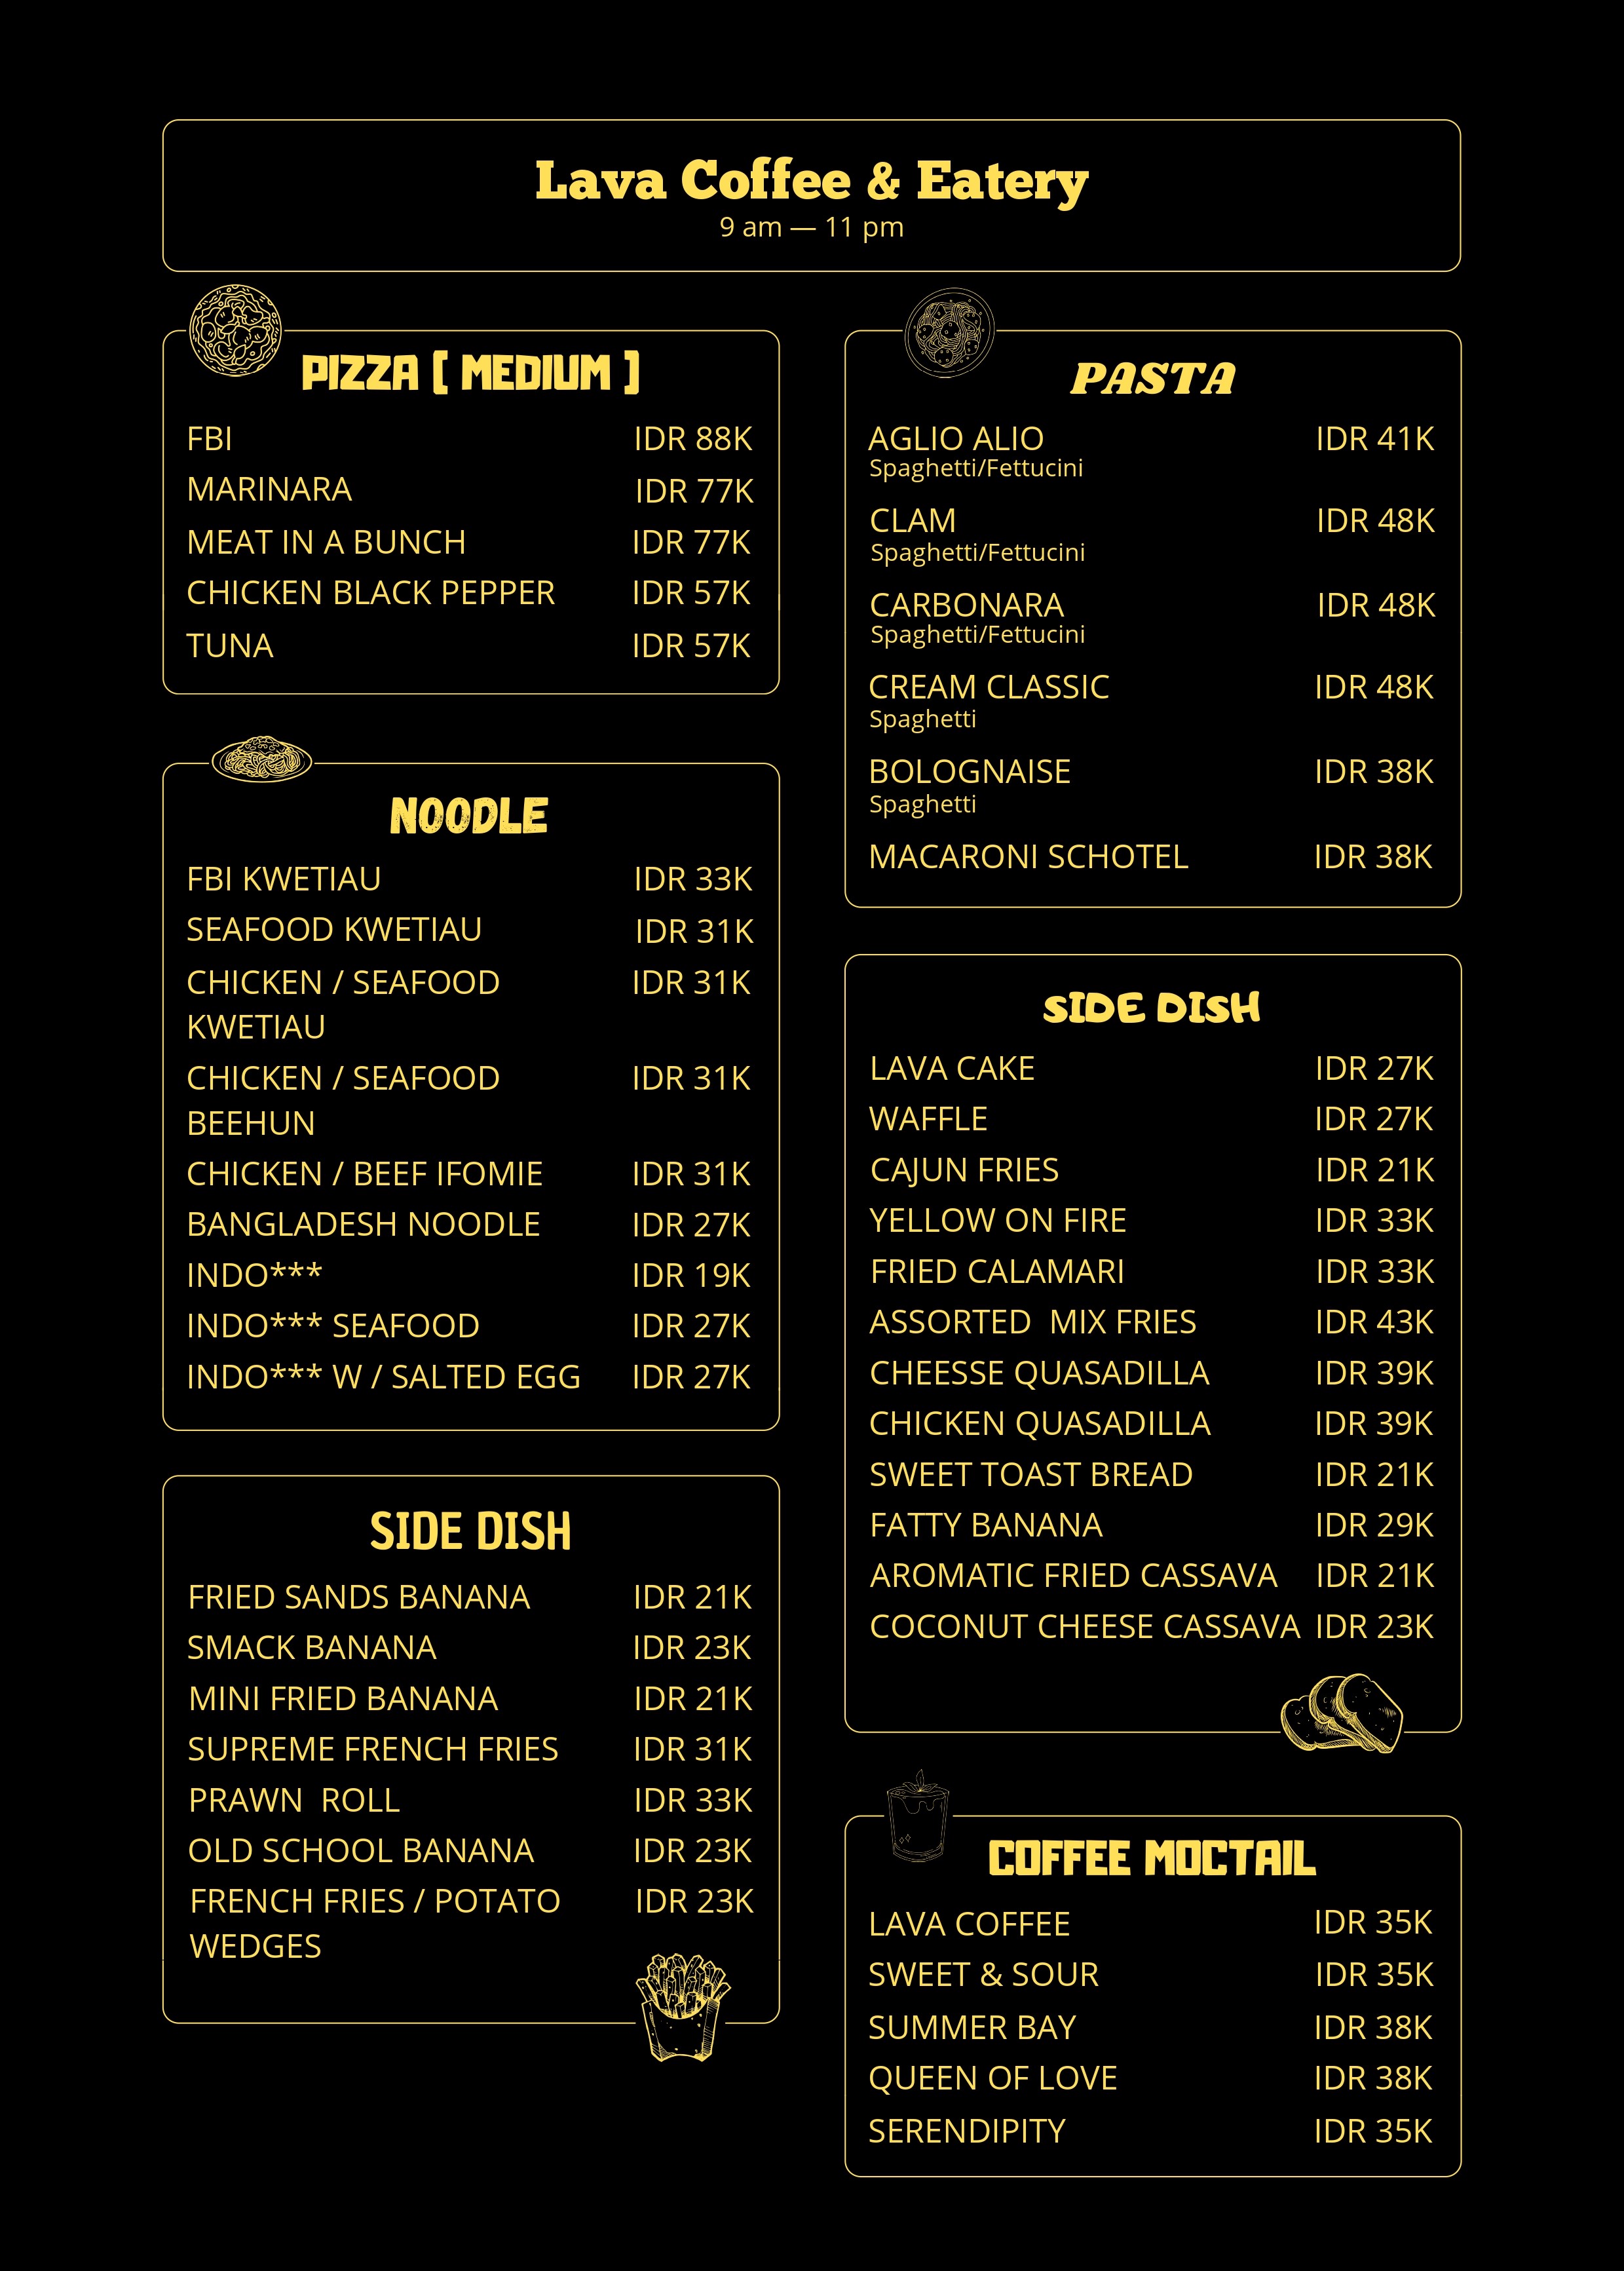 Lava Coffee & Eatery
9 am — 11 pm
PIZZA [ MEDIUM ]
FBI IDR 88K
MARINARA IDR 77K
MEAT IN A BUNCH IDR 77K
CHICKEN BLACK PEPPER IDR 57K
TUNA IDR 57K
NOODLE
FBI KWETIAU IDR 33K
SEAFOOD KWETIAU IDR 31K
CHICKEN / SEAFOOD IDR 31K
KWETIAU
CHICKEN / SEAFOOD IDR 31K
BEEHUN
CHICKEN / BEEF IFOMIE IDR 31K
BANGLADESH NOODLE IDR 27K
INDO*** IDR 19K
INDO*** SEAFOOD IDR 27K
INDO*** W / SALTED EGG IDR 27K
SIDE DISH
FRIED SANDS BANANA IDR 21K
SMACK BANANA IDR 23K
MINI FRIED BANANA IDR 21K
SUPREME FRENCH FRIES IDR 31K
PRAWN ROLL IDR 33K
OLD SCHOOL BANANA IDR 23K
FRENCH FRIES / POTATO IDR 23K
WEDGES
PASTA
AGLIO ALIO IDR 41K
Spaghetti/Fettucini
CLAM IDR 48K
Spaghetti/Fettucini
CARBONARA IDR 48K
Spaghetti/Fettucini
CREAM CLASSIC IDR 48K
Spaghetti
BOLOGNAISE IDR 38K
Spaghetti
MACARONI SCHOTEL IDR 38K
SIDE DISH
LAVA CAKE IDR 27K
WAFFLE IDR 27K
CAJUN FRIES IDR 21K
YELLOW ON FIRE IDR 33K
FRIED CALAMARI IDR 33K
ASSORTED MIX FRIES IDR 43K
CHEESSE QUASADILLA IDR 39K
CHICKEN QUASADILLA IDR 39K
SWEET TOAST BREAD IDR 21K
FATTY BANANA IDR 29K
AROMATIC FRIED CASSAVA IDR 21K
COCONUT CHEESE CASSAVA IDR 23K
COFFEE MOCTAIL
LAVA COFFEE IDR 35K
SWEET & SOUR IDR 35K
SUMMER BAY IDR 38K
QUEEN OF LOVE IDR 38K
SERENDIPITY IDR 35K